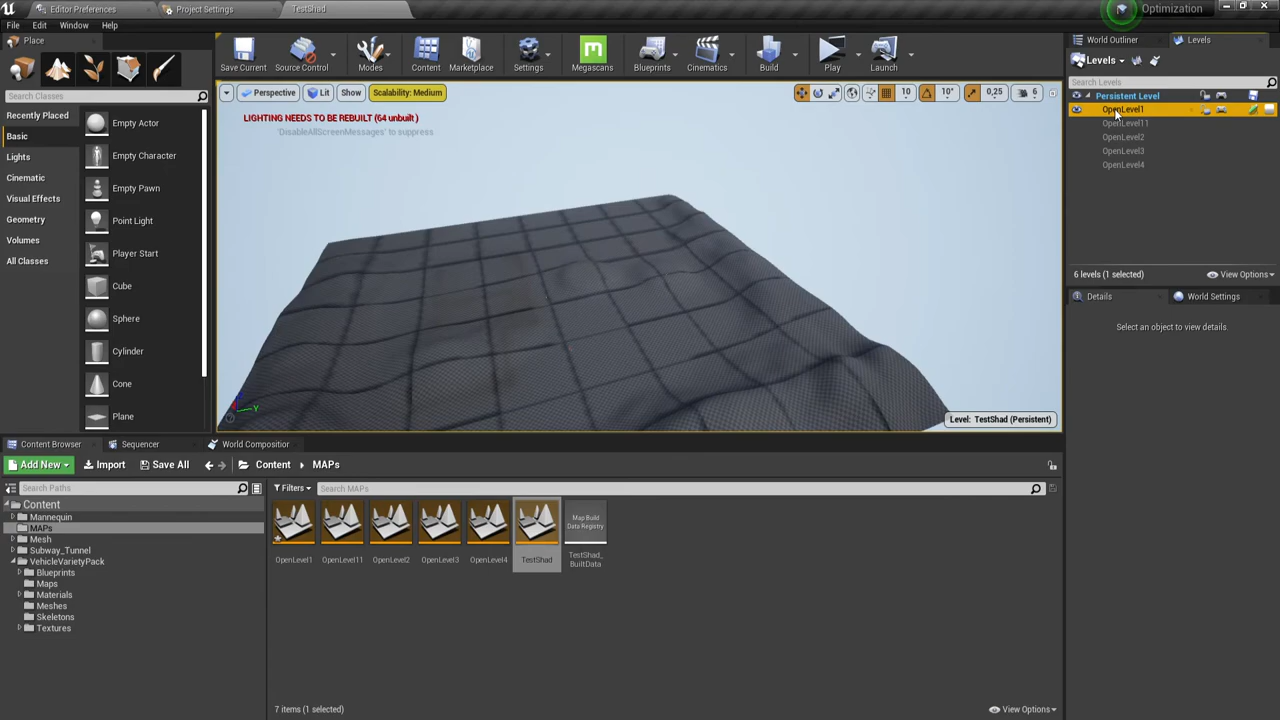 Editor Preferences
Project Settings
TestShad
Optimization
File Edit Window Help
Place
Search Classes
Recently Placed
Basic
Lights
Cinematic
Visual Effects
Geometry
Volumes
All Classes
Empty Actor
Empty Character
Empty Pawn
Point Light
Player Start
Cube
Sphere
Cylinder
Cone
Plane
Save Current
Source Control
Modes
Content
Marketplace
Settings
Megascans
Blueprints
Cinematics
Build
Play
Launch
Perspective
Lit
Show
Scalability: Medium
10
10°
0,25
6
LIGHTING NEEDS TO BE REBUILT (64 unbuilt)
'DisableAllScreenMessages' to suppress
Y
Level: TestShad (Persistent)
World Outliner
Levels
Levels
Search Levels
Persistent Level
OpenLevel1
OpenLevel11
OpenLevel2
OpenLevel3
OpenLevel4
6 levels (1 selected)
View Options
Details
World Settings
Select an object to view details.
Content Browser
Sequencer
World Compositior
Add New
Import
Save All
Content
MAPs
Search Paths
Filters
Search MAPs
Content
Mannequin
MAPs
Mesh
Subway_Tunnel
VehicleVarietyPack
Blueprints
Maps
Materials
Meshes
Skeletons
Textures
OpenLevel1
OpenLevel11
OpenLevel2
OpenLevel3
OpenLevel4
TestShad
Map Build
Data Registry
TestShad_
BuiltData
7 items (1 selected)
View Options